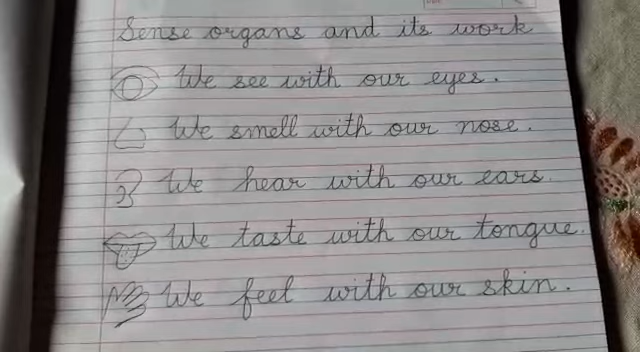 Sense organs and its work
We see with our eyes.
We smell with our nose.
We hear with our ears.
We taste with our tongue.
We feel with our skin.